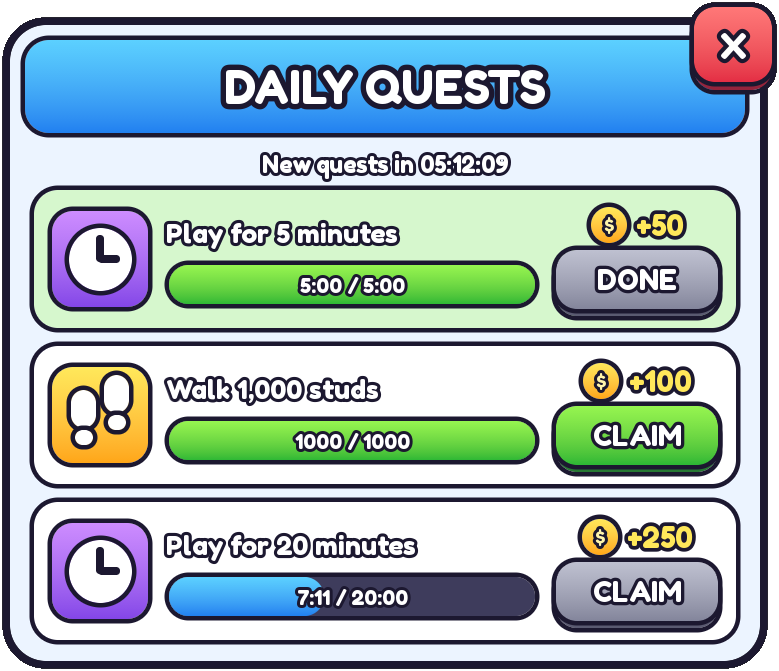 DAILY QUESTS
New quests in 05:12:09
Play for 5 minutes
$ +50
5:00 / 5:00
DONE
Walk 1,000 studs
$ +100
1000 / 1000
CLAIM
Play for 20 minutes
$ +250
7:11 / 20:00
CLAIM